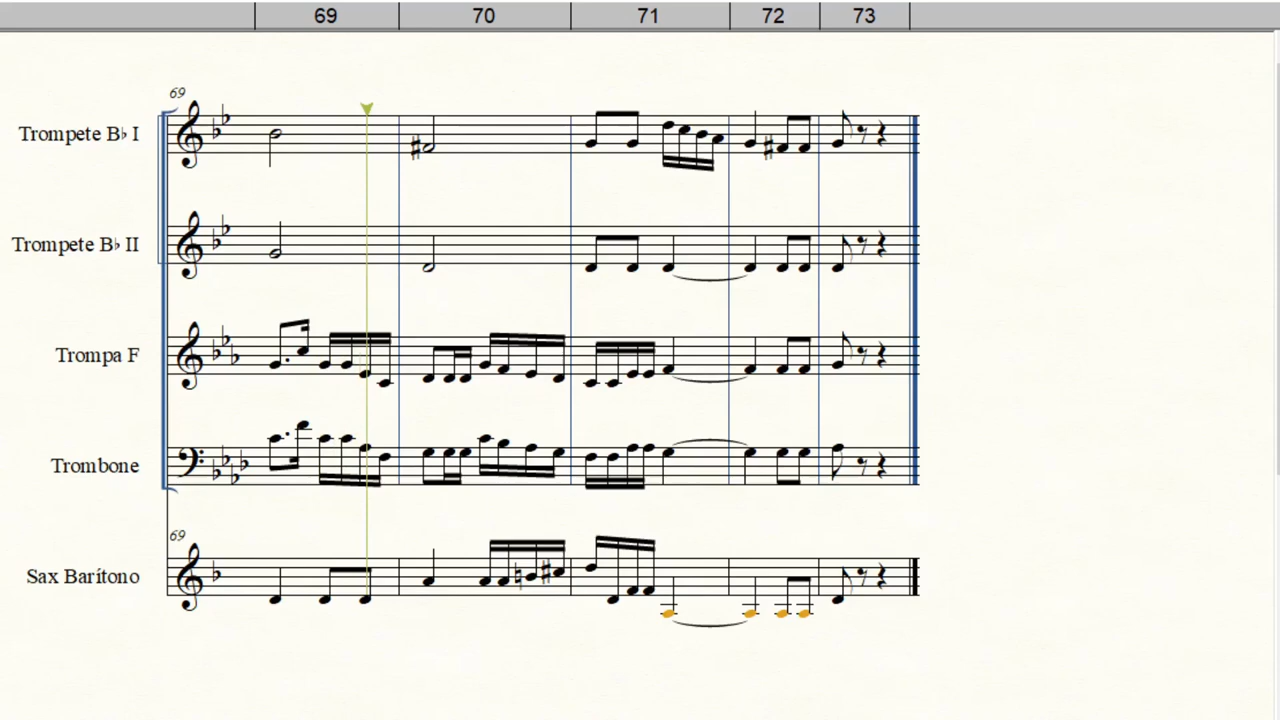 69 70 71 72 73
69
Trompete B♭ I
Trompete B♭ II
Trompa F
Trombone
69
Sax Barítono